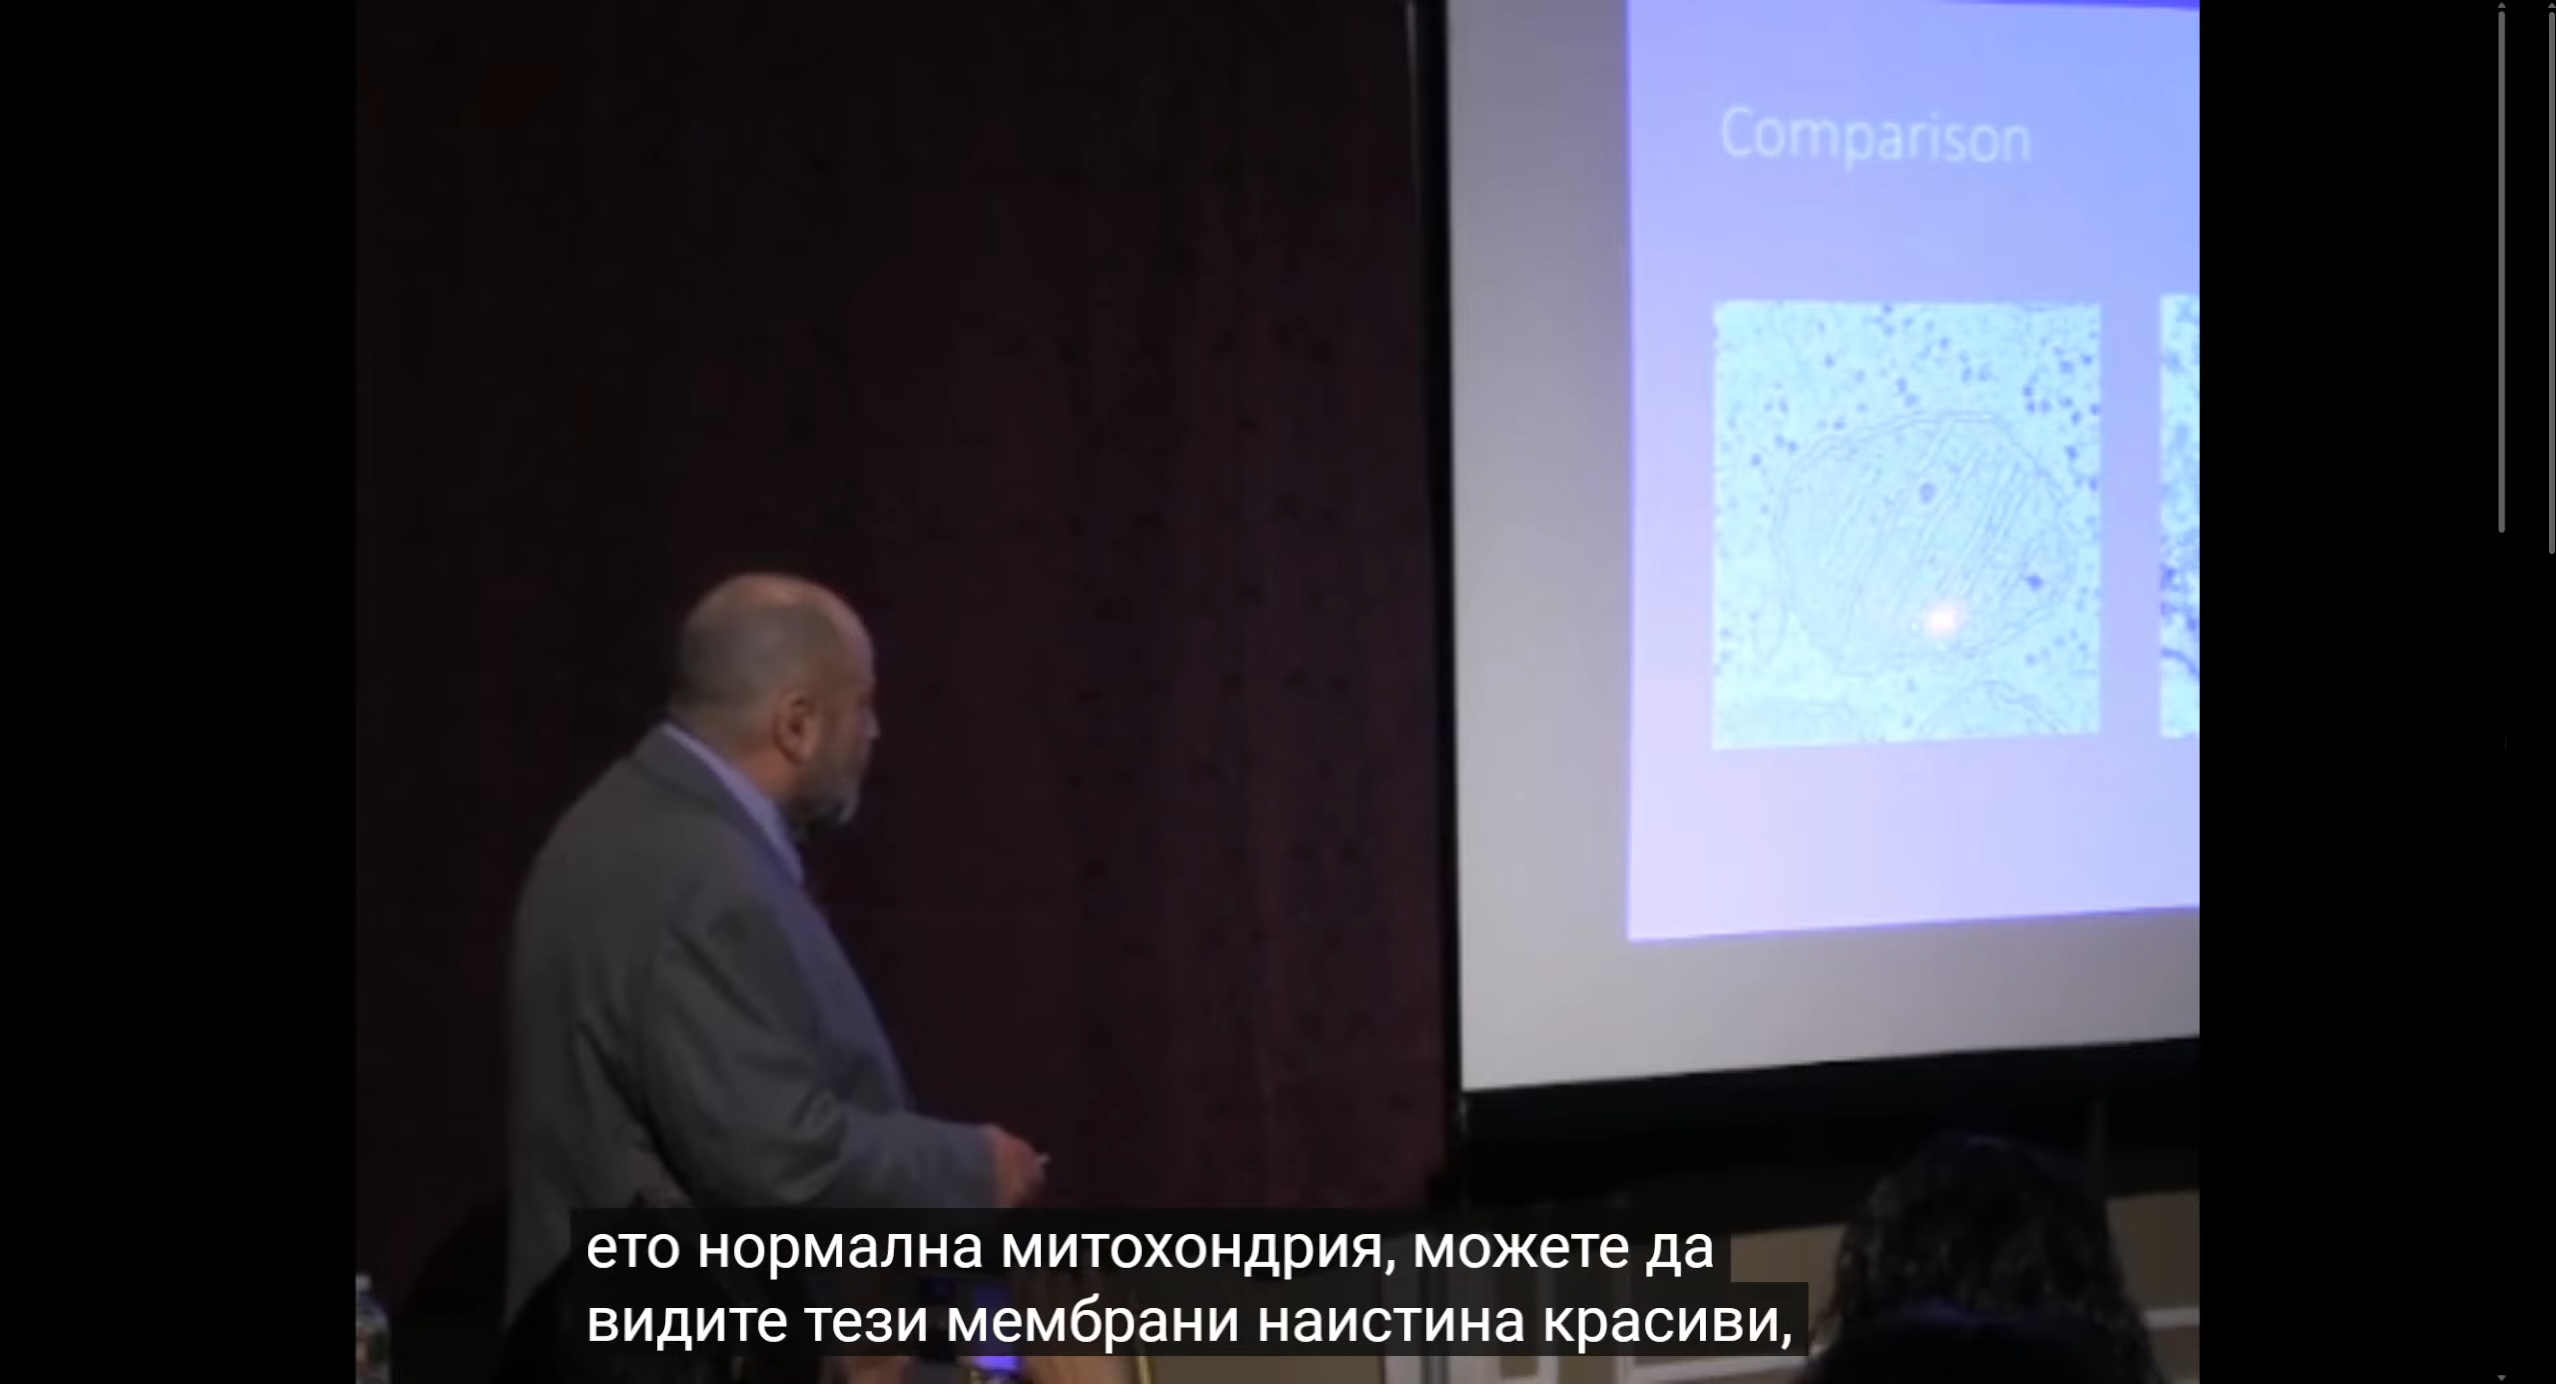 Comparison
ето нормална митохондрия, можете да
видите тези мембрани наистина красиви,